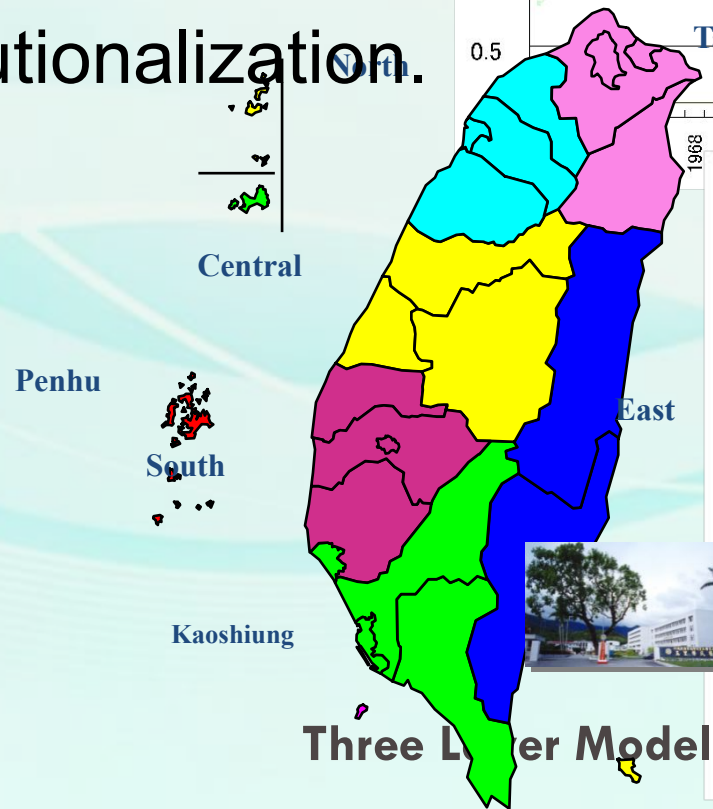 utionalization.
North
T
0.5
1968
Central
Penhu
East
South
Kaoshiung
Three L er Model